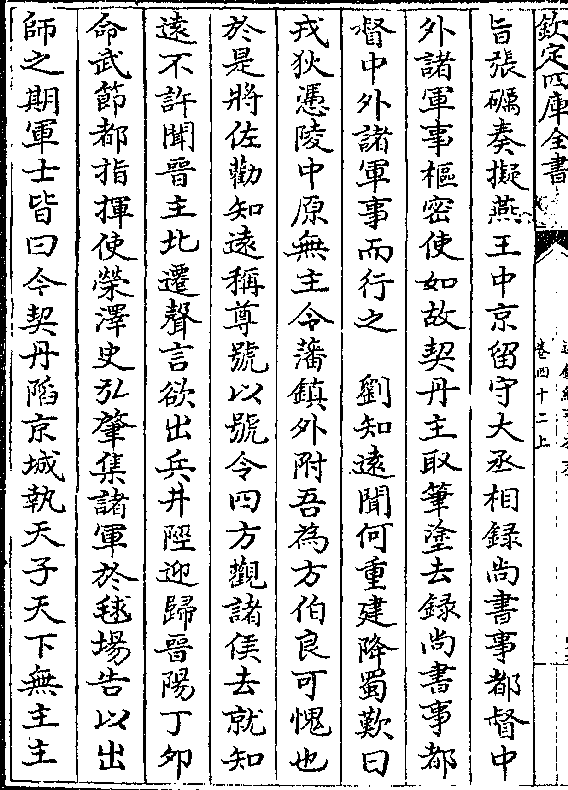 欽定四庫全書
卷四十二上
旨張礪奏擬燕王中京留守大丞相録尚書事都督中
外諸軍事樞密使如故契丹主取筆塗去録尚書事都
督中外諸軍事而行之　劉知遠聞何重建降蜀歎曰
戎狄憑陵中原無主令藩鎮外附吾為方伯良可愧也
於是將佐勸知遠稱尊號以號令四方觀諸侯去就知
遠不許聞晉主北遷聲言欲出兵井陘迎歸晉陽丁夘
命武節都指揮使榮澤史弘肇集諸軍於毬場告以出
師之期軍士皆曰今契丹陷京城執天子天下無主主